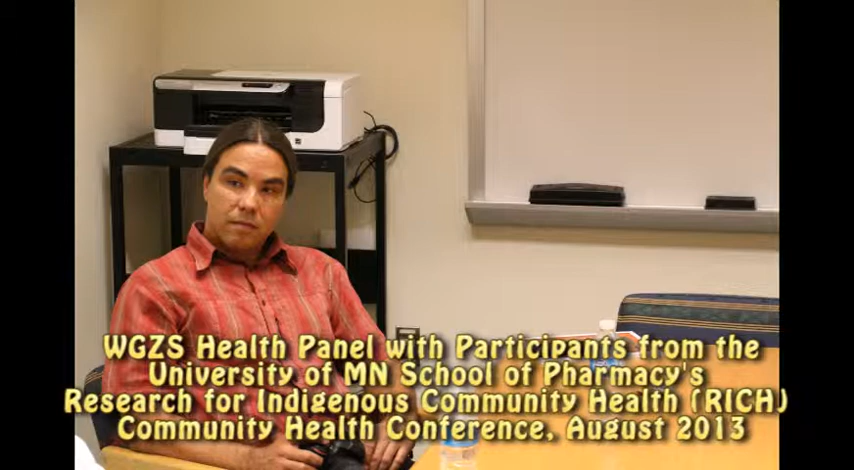 WGZS Health Panel with Participants from the
University of MN School of Pharmacy's
Research for Indigenous Community Health (RICH)
Community Health Conference, August 2013